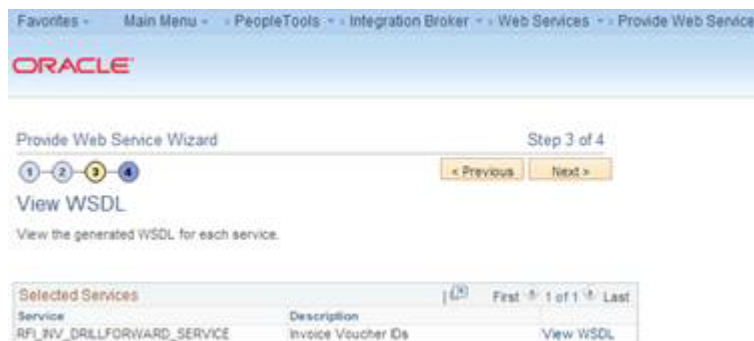 Favorites Main Menu PeopleTools Integration Broker Web Services Provide Web Service
ORACLE
Provide Web Service Wizard Step 3 of 4
1 2 3 4 < Previous Next >
View WSDL
View the generated WSDL for each service.
Selected Services First 1 of 1 Last
Service Description
RFI_INV_DRILLFORWARD_SERVICE Invoice Voucher IDs View WSDL